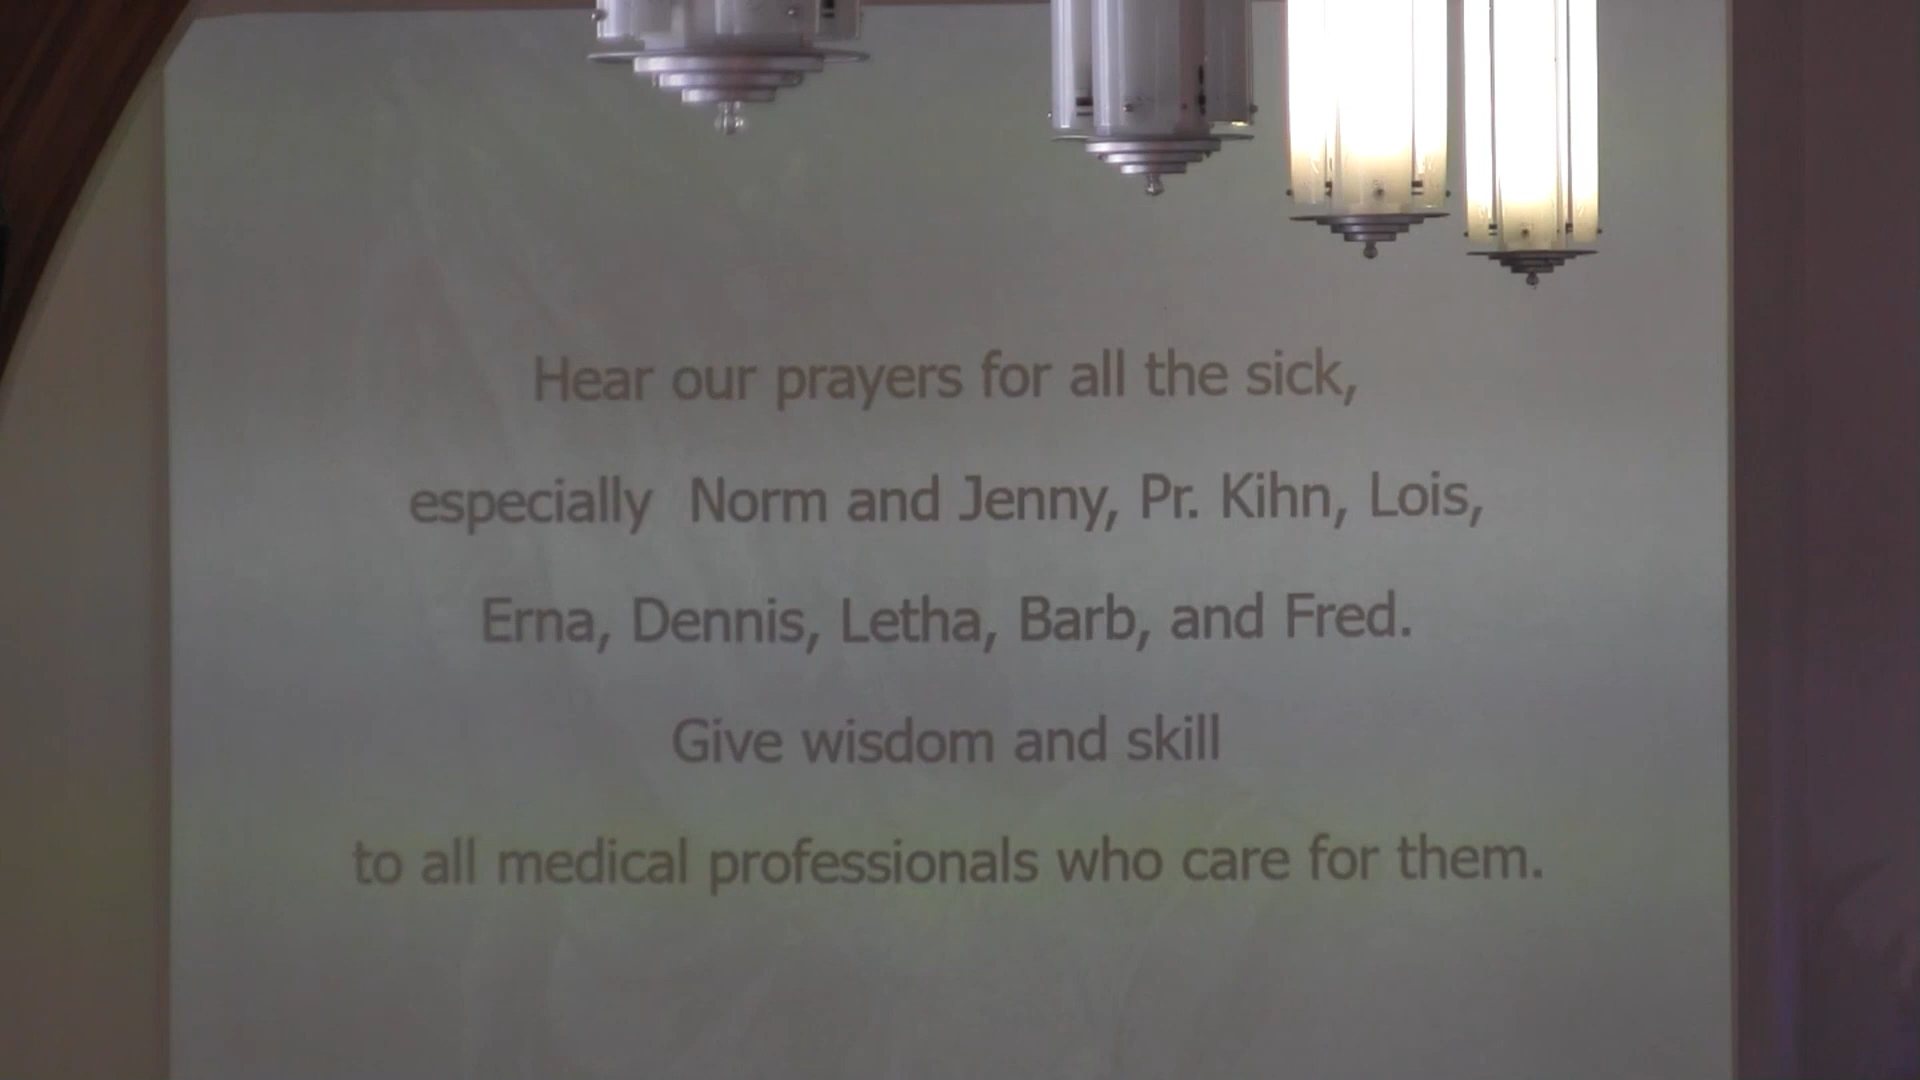 Hear our prayers for all the sick,
especially  Norm and Jenny, Pr. Kihn, Lois,
Erna, Dennis, Letha, Barb, and Fred.
Give wisdom and skill
to all medical professionals who care for them.